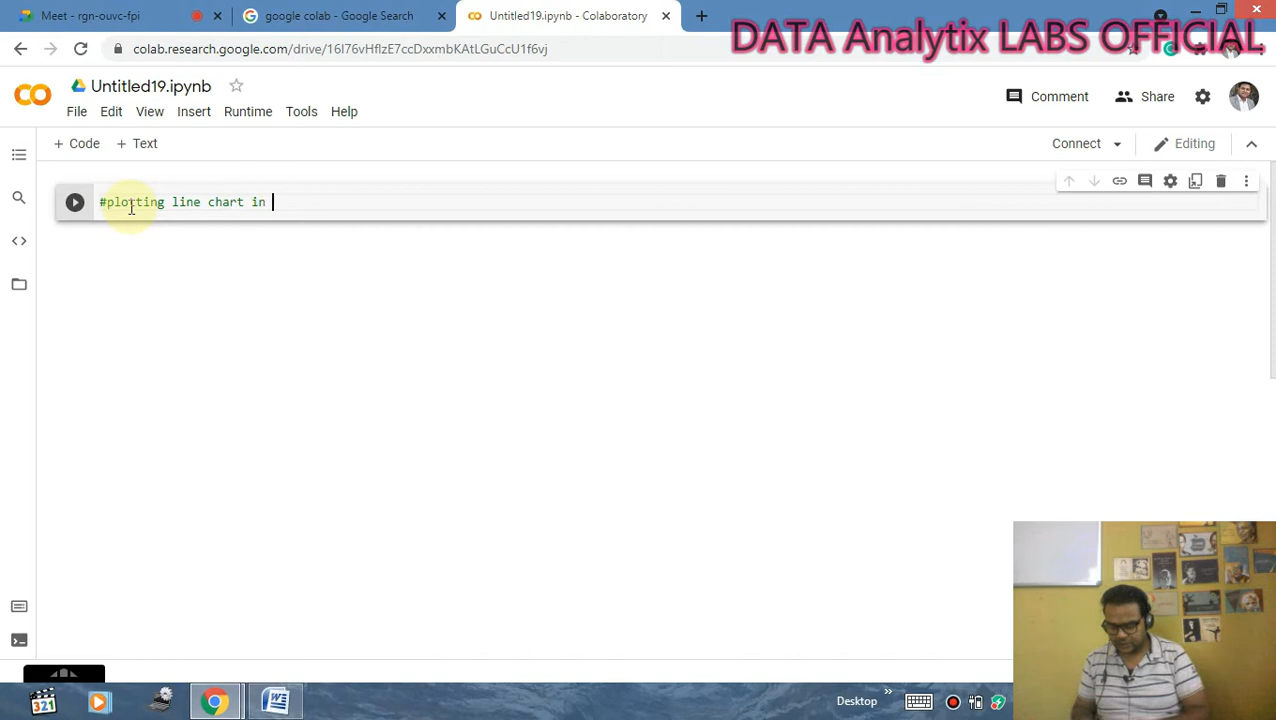 Meet - rgn-ouvc-fpi
google colab - Google Search
Untitled19.ipynb - Colaboratory
DATA Analytix LABS OFFICIAL
colab.research.google.com/drive/16I76vHfIzE7ccDxxmbKAtLGuCcU1f6vj
Untitled19.ipynb
Comment
Share
File Edit View Insert Runtime Tools Help
+ Code + Text
Connect
Editing
#plotting line chart in
321
Desktop